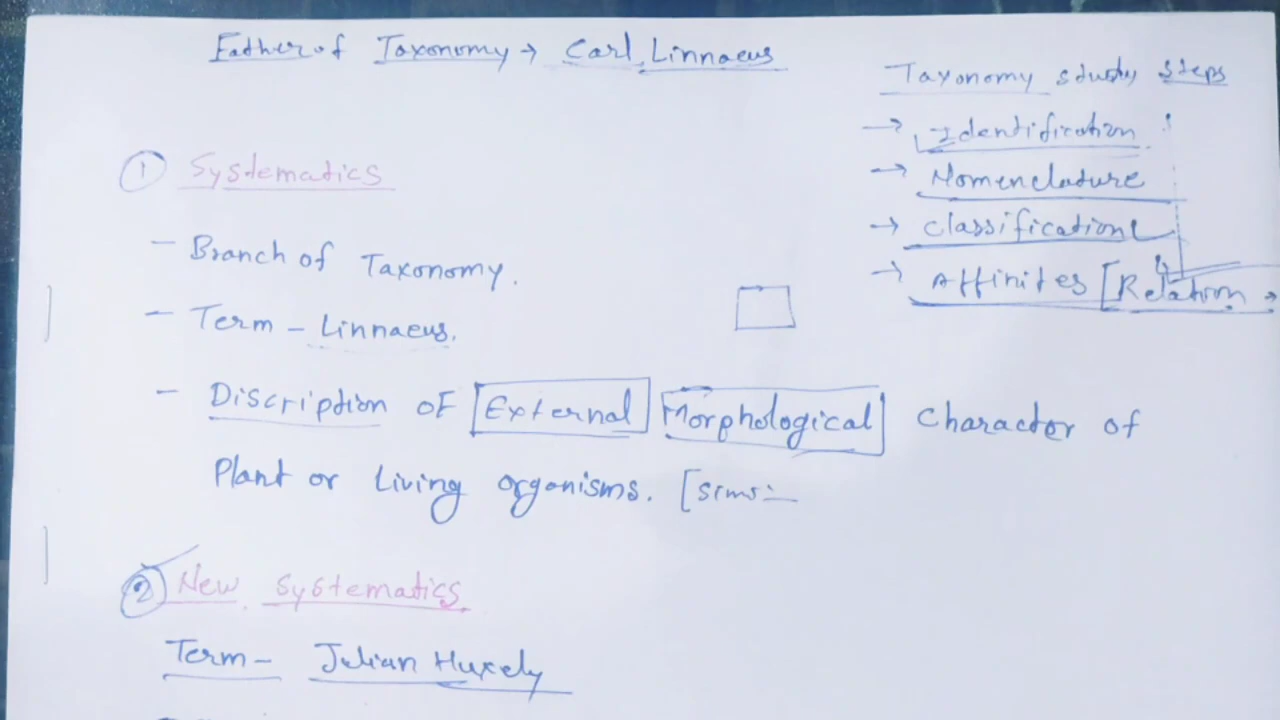 Father of Taxonomy → Carl Linnaeus
Taxonomy study steps
→ Identification
→ Nomenclature
→ Classification
→ Affinites [Relation
① Systematics
- Branch of Taxonomy.
- Term - Linnaeus.
- Discription of [External] [Morphological] Character of
Plant or Living organisms.
② New Systematics
Term - Julian Huxely